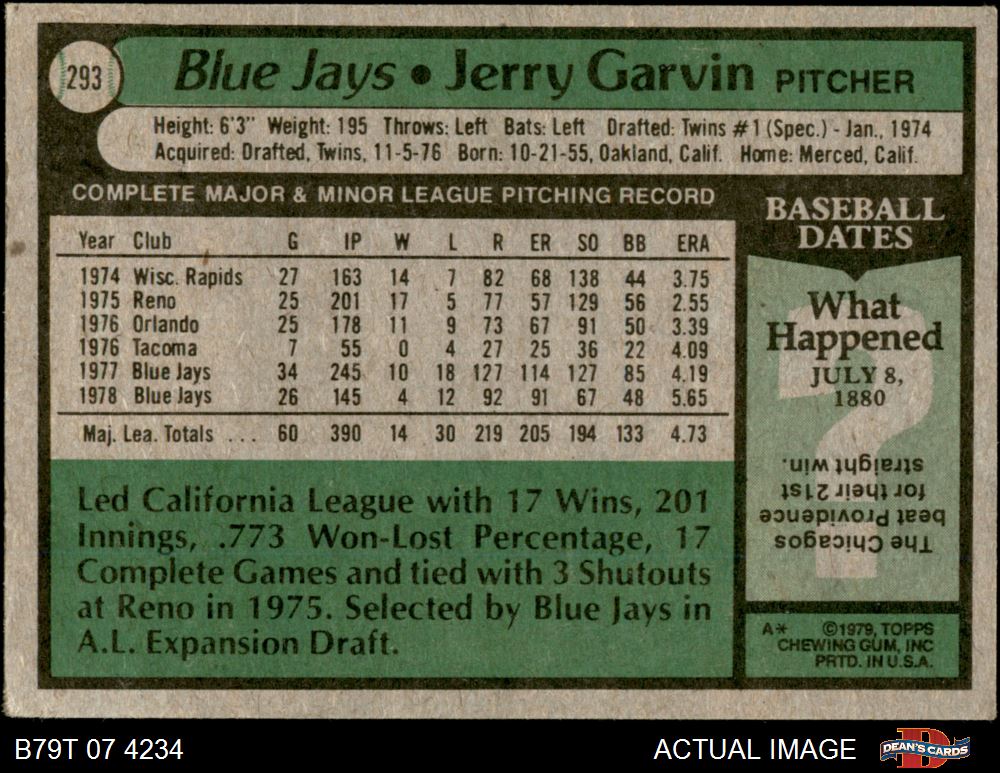 293
Blue Jays • Jerry Garvin PITCHER
Height: 6'3" Weight: 195 Throws: Left Bats: Left Drafted: Twins #1 (Spec.) - Jan., 1974
Acquired: Drafted, Twins, 11-5-76 Born: 10-21-55, Oakland, Calif. Home: Merced, Calif.
COMPLETE MAJOR & MINOR LEAGUE PITCHING RECORD
Year Club G IP W L R ER SO BB ERA
1974 Wisc. Rapids 27 163 14 7 82 68 138 44 3.75
1975 Reno 25 201 17 5 77 57 129 56 2.55
1976 Orlando 25 178 11 9 73 67 91 50 3.39
1976 Tacoma 7 55 0 4 27 25 36 22 4.09
1977 Blue Jays 34 245 10 18 127 114 127 85 4.19
1978 Blue Jays 26 145 4 12 92 91 67 48 5.65
Maj. Lea. Totals ... 60 390 14 30 219 205 194 133 4.73
Led California League with 17 Wins, 201
Innings, .773 Won-Lost Percentage, 17
Complete Games and tied with 3 Shutouts
at Reno in 1975. Selected by Blue Jays in
A.L. Expansion Draft.
BASEBALL
DATES
What
Happened
JULY 8,
1880
?
The Chicagos
beat Providence
for their 21st
straight win.
A* ©1979, TOPPS
CHEWING GUM, INC
PRTD. IN U.S.A.
B79T 07 4234
ACTUAL IMAGE
DEAN'S CARDS